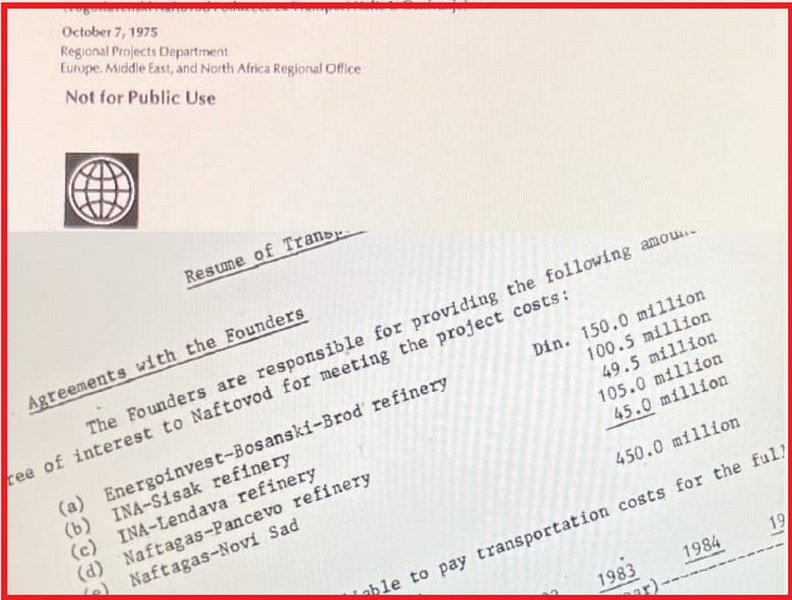 October 7, 1975
Regional Projects Department
Europe, Middle East, and North Africa Regional Office
Not for Public Use
Resume of
Agreements with the Founders
The Founders are responsible for providing the following
of interest to Naftovod for meeting the project costs:
(a) Energoinvest-Bosanski-Brod refinery Din. 150.0 million
(b) INA-Sisak refinery 100.5 million
(c) INA-Lendava refinery 49.5 million
(d) Naftagas-Pancevo refinery 105.0 million
(e) Naftagas-Novi Sad 45.0 million
450.0 million
to pay transportation costs for the
1983 1984